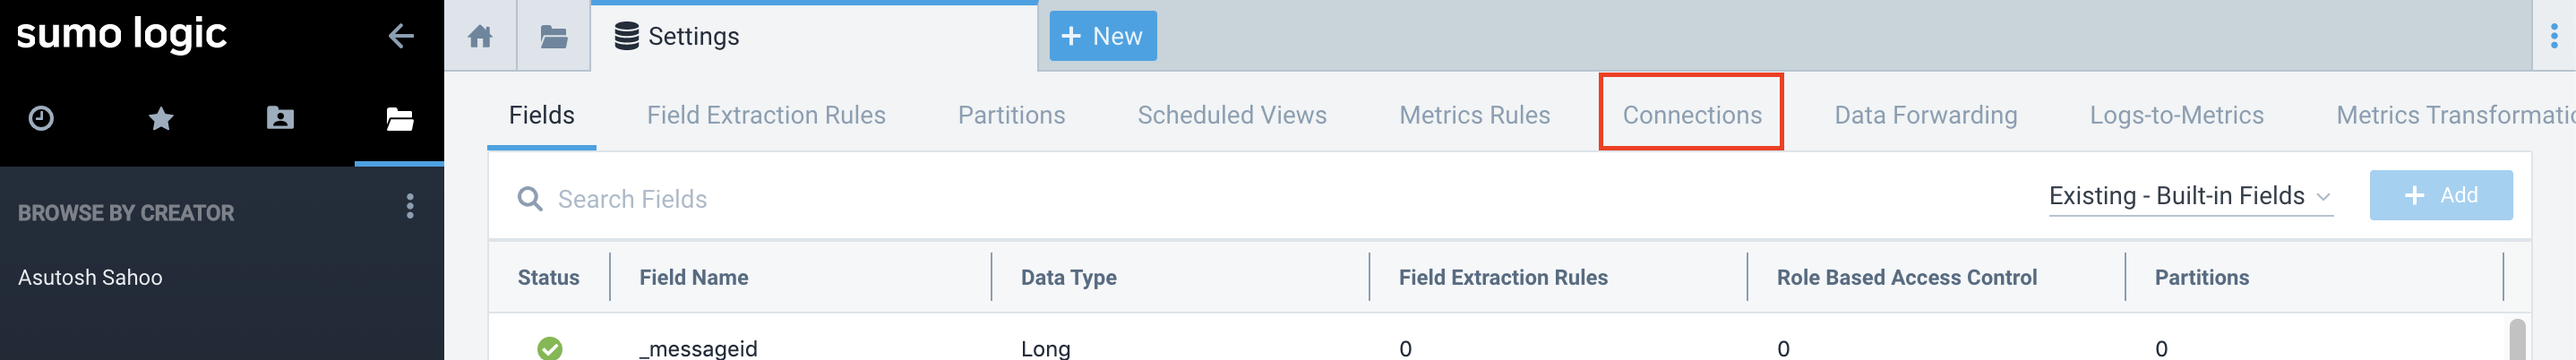 sumo logic
Settings
+ New
Fields Field Extraction Rules Partitions Scheduled Views Metrics Rules Connections Data Forwarding Logs-to-Metrics Metrics Transformatic
BROWSE BY CREATOR
Asutosh Sahoo
Search Fields
Existing - Built-in Fields
+ Add
Status Field Name Data Type Field Extraction Rules Role Based Access Control Partitions
_messageid Long 0 0 0